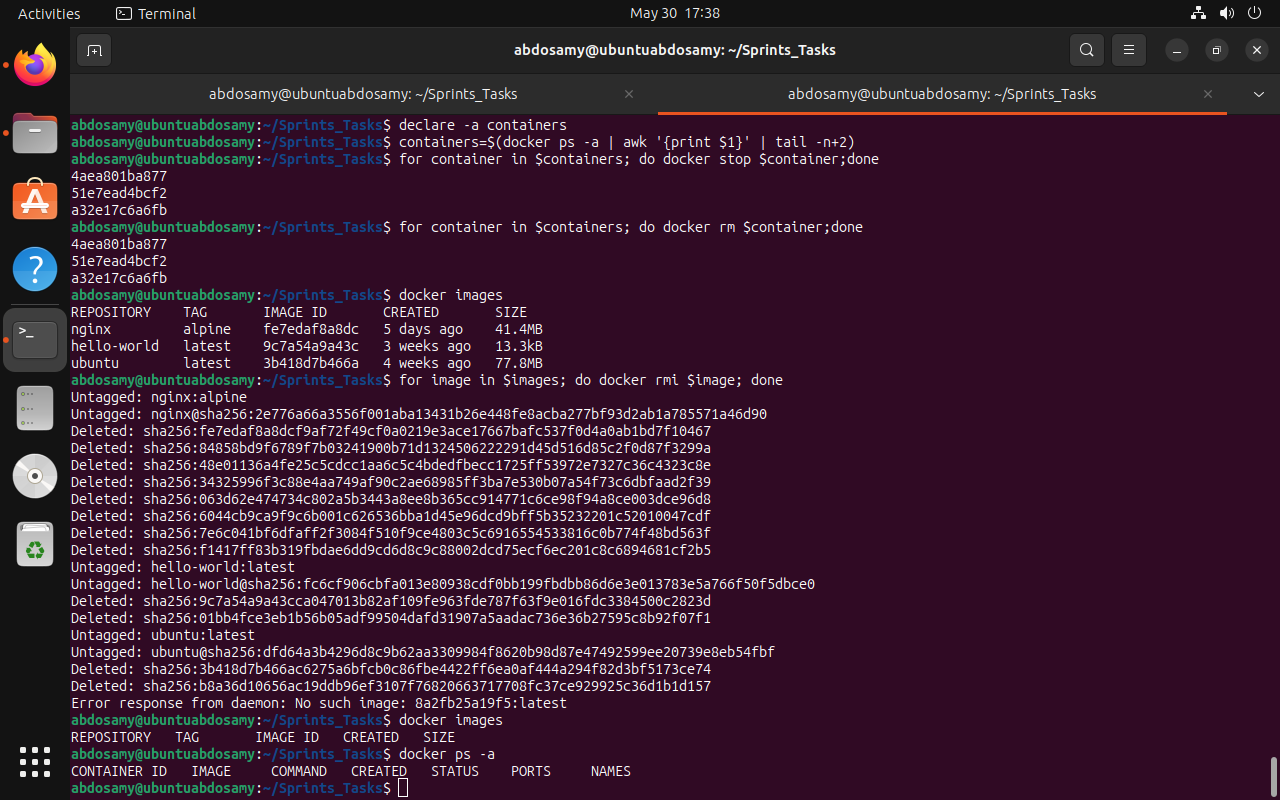 Activities
Terminal
May 30 17:38
abdosamy@ubuntuabdosamy: ~/Sprints_Tasks
abdosamy@ubuntuabdosamy: ~/Sprints_Tasks
abdosamy@ubuntuabdosamy: ~/Sprints_Tasks
abdosamy@ubuntuabdosamy:~/Sprints_Tasks$ declare -a containers
abdosamy@ubuntuabdosamy:~/Sprints_Tasks$ containers=$(docker ps -a | awk '{print $1}' | tail -n+2)
abdosamy@ubuntuabdosamy:~/Sprints_Tasks$ for container in $containers; do docker stop $container;done
4aea801ba877
51e7ead4bcf2
a32e17c6a6fb
abdosamy@ubuntuabdosamy:~/Sprints_Tasks$ for container in $containers; do docker rm $container;done
4aea801ba877
51e7ead4bcf2
a32e17c6a6fb
abdosamy@ubuntuabdosamy:~/Sprints_Tasks$ docker images
REPOSITORY TAG IMAGE ID CREATED SIZE
nginx alpine fe7edaf8a8dc 5 days ago 41.4MB
hello-world latest 9c7a54a9a43c 3 weeks ago 13.3kB
ubuntu latest 3b418d7b466a 4 weeks ago 77.8MB
abdosamy@ubuntuabdosamy:~/Sprints_Tasks$ for image in $images; do docker rmi $image; done
Untagged: nginx:alpine
Untagged: nginx@sha256:2e776a66a3556f001aba13431b26e448fe8acba277bf93d2ab1a785571a46d90
Deleted: sha256:fe7edaf8a8dcf9af72f49cf0a0219e3ace17667bafc537f0d4a0ab1bd7f10467
Deleted: sha256:84858bd9f6789f7b03241900b71d1324506222291d45d516d85c2f0d87f3299a
Deleted: sha256:48e01136a4fe25c5cdcc1aa6c5c4bdedfbecc1725ff53972e7327c36c4323c8e
Deleted: sha256:34325996f3c88e4aa749af90c2ae68985ff3ba7e530b07a54f73c6dbfaad2f39
Deleted: sha256:063d62e474734c802a5b3443a8ee8b365cc914771c6ce98f94a8ce003dce96d8
Deleted: sha256:6044cb9ca9f9c6b001c626536bba1d45e96dcd9bff5b35232201c52010047cdf
Deleted: sha256:7e6c041bf6dfaff2f3084f510f9ce4803c5c6916554533816c0b774f48bd563f
Deleted: sha256:f1417ff83b319fbdae6dd9cd6d8c9c88002dcd75ecf6ec201c8c6894681cf2b5
Untagged: hello-world:latest
Untagged: hello-world@sha256:fc6cf906cbfa013e80938cdf0bb199fbdbb86d6e3e013783e5a766f50f5dbce0
Deleted: sha256:9c7a54a9a43cca047013b82af109fe963fde787f63f9e016fdc3384500c2823d
Deleted: sha256:01bb4fce3eb1b56b05adf99504dafd31907a5aadac736e36b27595c8b92f07f1
Untagged: ubuntu:latest
Untagged: ubuntu@sha256:dfd64a3b4296d8c9b62aa3309984f8620b98d87e47492599ee20739e8eb54fbf
Deleted: sha256:3b418d7b466ac6275a6bfcb0c86fbe4422ff6ea0af444a294f82d3bf5173ce74
Deleted: sha256:b8a36d10656ac19ddb96ef3107f76820663717708fc37ce929925c36d1b1d157
Error response from daemon: No such image: 8a2fb25a19f5:latest
abdosamy@ubuntuabdosamy:~/Sprints_Tasks$ docker images
REPOSITORY TAG IMAGE ID CREATED SIZE
abdosamy@ubuntuabdosamy:~/Sprints_Tasks$ docker ps -a
CONTAINER ID IMAGE COMMAND CREATED STATUS PORTS NAMES
abdosamy@ubuntuabdosamy:~/Sprints_Tasks$